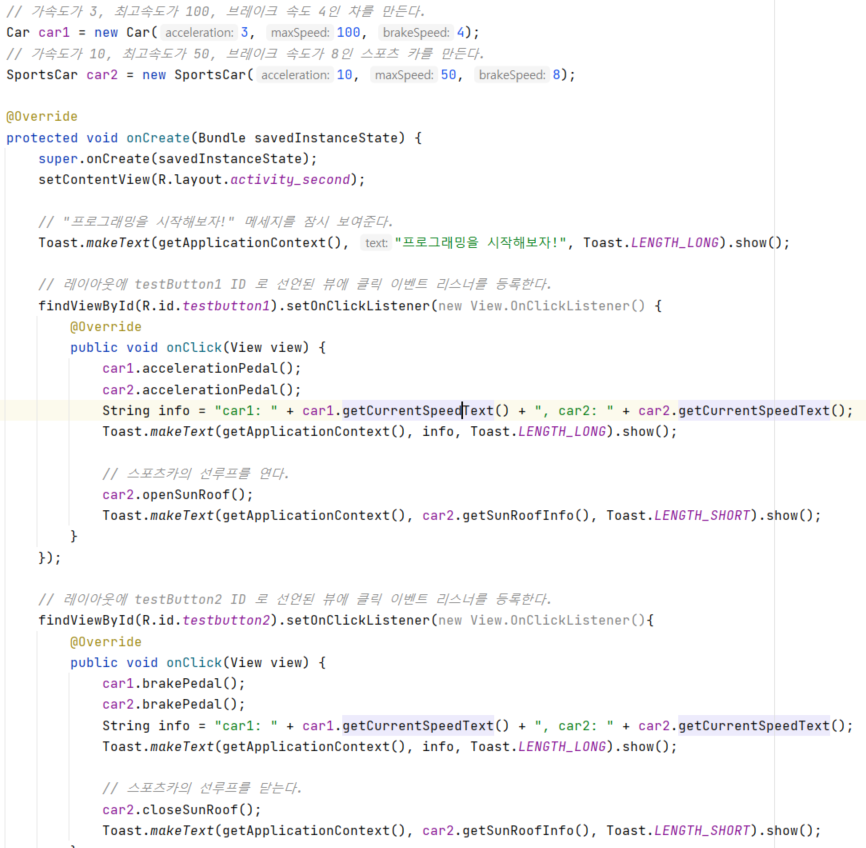 // 가속도가 3, 최고속도가 100, 브레이크 속도 4인 차를 만든다.
Car car1 = new Car( acceleration: 3, maxSpeed: 100, brakeSpeed: 4);
// 가속도가 10, 최고속도가 50, 브레이크 속도가 8인 스포츠 카를 만든다.
SportsCar car2 = new SportsCar( acceleration: 10, maxSpeed: 50, brakeSpeed: 8);

@Override
protected void onCreate(Bundle savedInstanceState) {
    super.onCreate(savedInstanceState);
    setContentView(R.layout.activity_second);

    // "프로그래밍을 시작해보자!" 메세지를 잠시 보여준다.
    Toast.makeText(getApplicationContext(), text: "프로그래밍을 시작해보자!", Toast.LENGTH_LONG).show();

    // 레이아웃에 testButton1 ID 로 선언된 뷰에 클릭 이벤트 리스너를 등록한다.
    findViewById(R.id.testbutton1).setOnClickListener(new View.OnClickListener() {
        @Override
        public void onClick(View view) {
            car1.accelerationPedal();
            car2.accelerationPedal();
            String info = "car1: " + car1.getCurrentSpeedText() + ", car2: " + car2.getCurrentSpeedText();
            Toast.makeText(getApplicationContext(), info, Toast.LENGTH_LONG).show();

            // 스포츠카의 선루프를 연다.
            car2.openSunRoof();
            Toast.makeText(getApplicationContext(), car2.getSunRoofInfo(), Toast.LENGTH_SHORT).show();
        }
    });

    // 레이아웃에 testButton2 ID 로 선언된 뷰에 클릭 이벤트 리스너를 등록한다.
    findViewById(R.id.testbutton2).setOnClickListener(new View.OnClickListener(){
        @Override
        public void onClick(View view) {
            car1.brakePedal();
            car2.brakePedal();
            String info = "car1: " + car1.getCurrentSpeedText() + ", car2: " + car2.getCurrentSpeedText();
            Toast.makeText(getApplicationContext(), info, Toast.LENGTH_LONG).show();

            // 스포츠카의 선루프를 닫는다.
            car2.closeSunRoof();
            Toast.makeText(getApplicationContext(), car2.getSunRoofInfo(), Toast.LENGTH_SHORT).show();